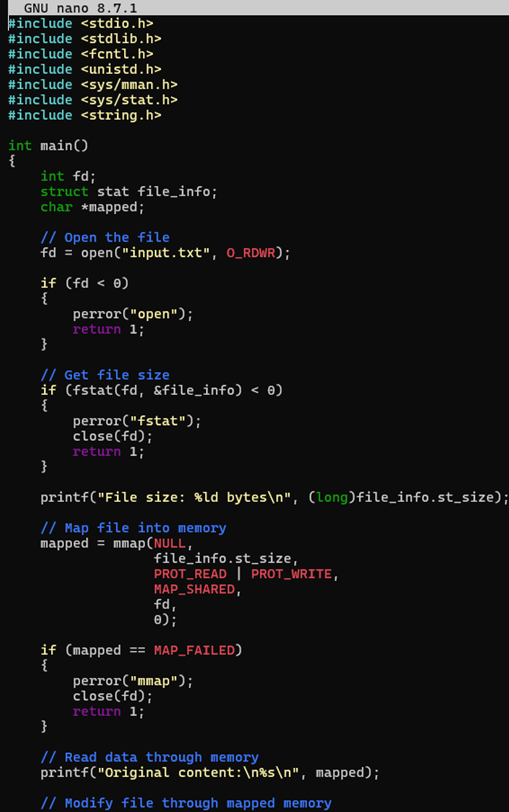 GNU nano 8.7.1
#include <stdio.h>
#include <stdlib.h>
#include <fcntl.h>
#include <unistd.h>
#include <sys/mman.h>
#include <sys/stat.h>
#include <string.h>

int main()
{
    int fd;
    struct stat file_info;
    char *mapped;

    // Open the file
    fd = open("input.txt", O_RDWR);

    if (fd < 0)
    {
        perror("open");
        return 1;
    }

    // Get file size
    if (fstat(fd, &file_info) < 0)
    {
        perror("fstat");
        close(fd);
        return 1;
    }

    printf("File size: %ld bytes\n", (long)file_info.st_size);

    // Map file into memory
    mapped = mmap(NULL,
                  file_info.st_size,
                  PROT_READ | PROT_WRITE,
                  MAP_SHARED,
                  fd,
                  0);

    if (mapped == MAP_FAILED)
    {
        perror("mmap");
        close(fd);
        return 1;
    }

    // Read data through memory
    printf("Original content:\n%s\n", mapped);

    // Modify file through mapped memory